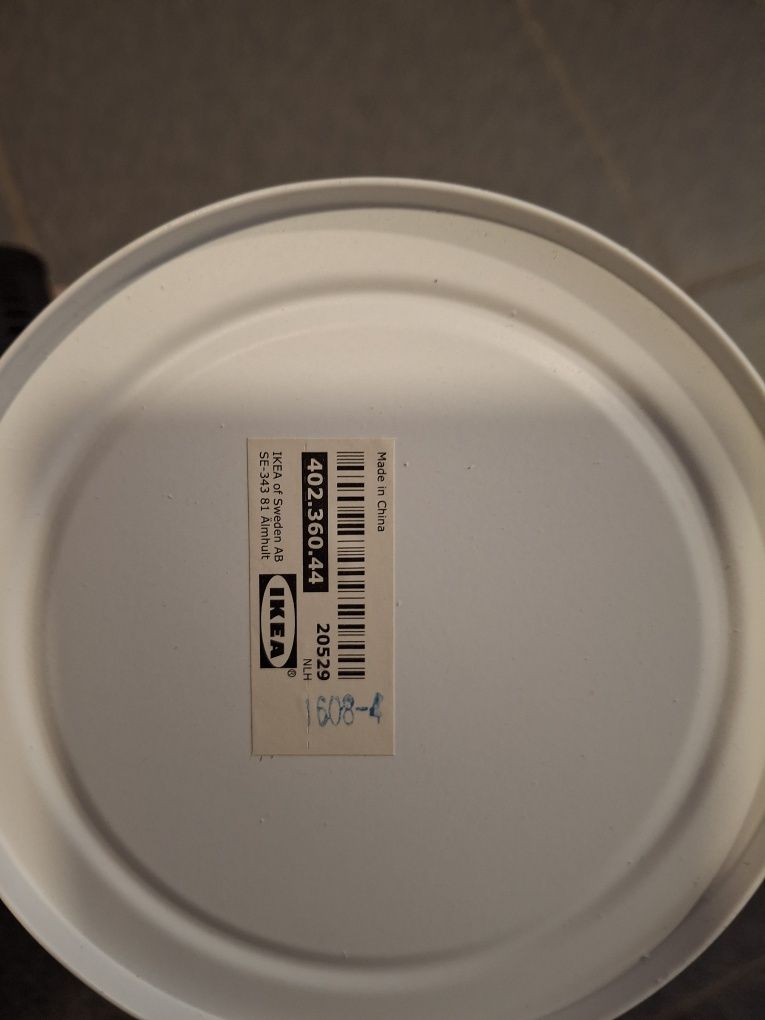 Made in China
402.360.44
20529
NLH
1608-4
IKEA of Sweden AB
SE-343 81 Älmhult
IKEA®